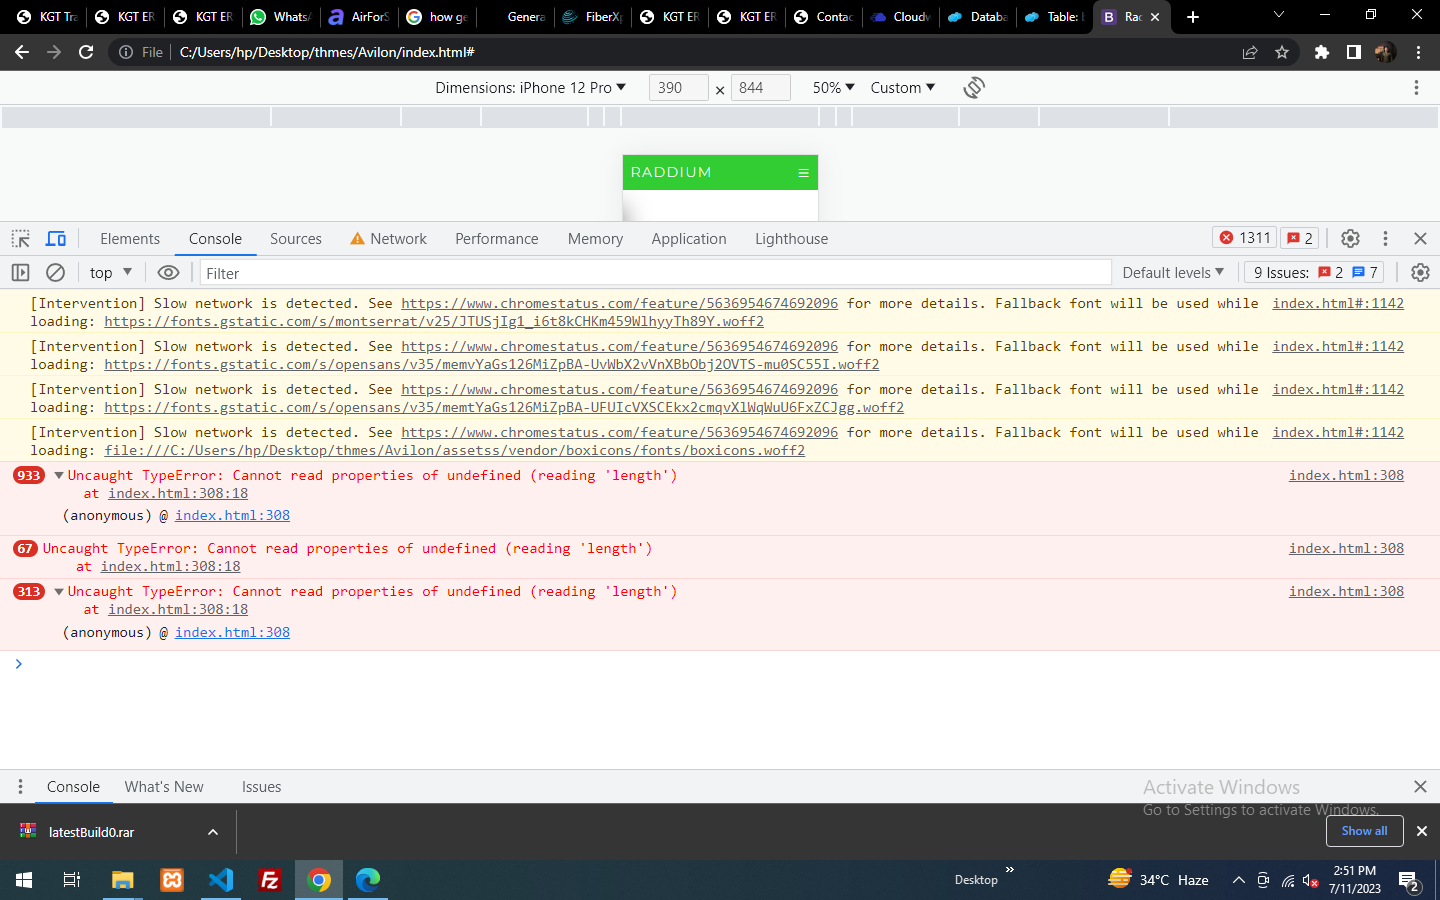 KGT Tra
KGT ER
KGT ER
WhatsA
AirForS
how ge
Genera
FiberXp
KGT ER
KGT ER
Contac
Cloudw
Databa
Table: b
Rad
File
C:/Users/hp/Desktop/thmes/Avilon/index.html#
Dimensions: iPhone 12 Pro
390
×
844
50%
Custom
RADDIUM
Elements
Console
Sources
Network
Performance
Memory
Application
Lighthouse
1311
2
top
Filter
Default levels
9 Issues:
2
7
[Intervention] Slow network is detected. See https://www.chromestatus.com/feature/5636954674692096 for more details. Fallback font will be used while index.html#:1142
loading: https://fonts.gstatic.com/s/montserrat/v25/JTUSjIg1_i6t8kCHKm459WlhyyTh89Y.woff2
[Intervention] Slow network is detected. See https://www.chromestatus.com/feature/5636954674692096 for more details. Fallback font will be used while index.html#:1142
loading: https://fonts.gstatic.com/s/opensans/v35/memvYaGs126MiZpBA-UvWbX2vVnXBbObj2OVTS-mu0SC55I.woff2
[Intervention] Slow network is detected. See https://www.chromestatus.com/feature/5636954674692096 for more details. Fallback font will be used while index.html#:1142
loading: https://fonts.gstatic.com/s/opensans/v35/memtYaGs126MiZpBA-UFUIcVXSCEkx2cmqvXlWqWuU6FxZCJgg.woff2
[Intervention] Slow network is detected. See https://www.chromestatus.com/feature/5636954674692096 for more details. Fallback font will be used while index.html#:1142
loading: file:///C:/Users/hp/Desktop/thmes/Avilon/assetss/vendor/boxicons/fonts/boxicons.woff2
933 Uncaught TypeError: Cannot read properties of undefined (reading 'length') index.html:308
at index.html:308:18
(anonymous) @ index.html:308
67 Uncaught TypeError: Cannot read properties of undefined (reading 'length') index.html:308
at index.html:308:18
313 Uncaught TypeError: Cannot read properties of undefined (reading 'length') index.html:308
at index.html:308:18
(anonymous) @ index.html:308
Console
What's New
Issues
Activate Windows
Go to Settings to activate Windows.
latestBuild0.rar
Show all
Desktop
34°C Haze
2:51 PM
7/11/2023
2